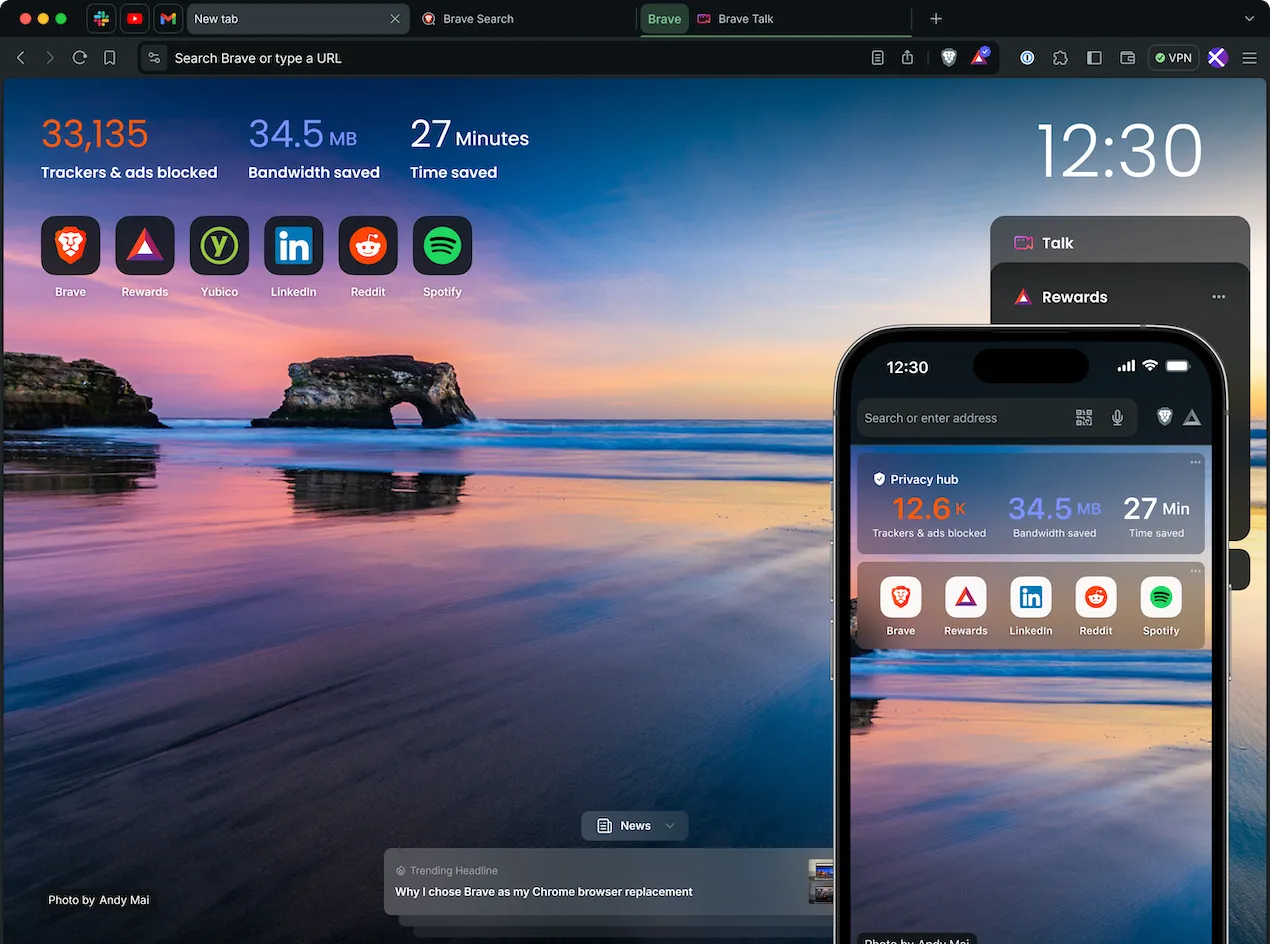 New tab
Brave Search
Brave
Brave Talk
Search Brave or type a URL
VPN
33,135
Trackers & ads blocked
34.5 MB
Bandwidth saved
27 Minutes
Time saved
12:30
Brave
Rewards
Yubico
LinkedIn
Reddit
Spotify
Talk
Rewards
News
Trending Headline
Why I chose Brave as my Chrome browser replacement
Photo by Andy Mai
12:30
Search or enter address
Privacy hub
12.6 K
Trackers & ads blocked
34.5 MB
Bandwidth saved
27 Min
Time saved
Brave
Rewards
LinkedIn
Reddit
Spotify
Photo by Andy Mai